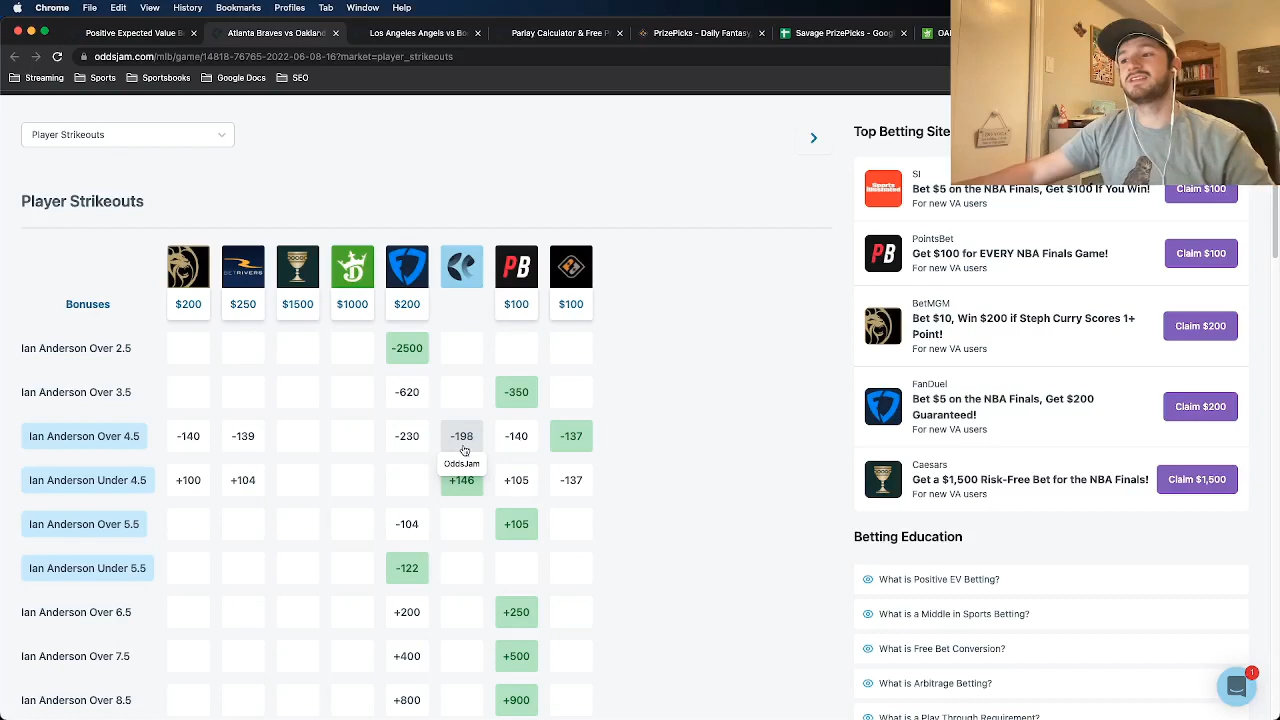 Chrome File Edit View History Bookmarks Profiles Tab Window Help
Positive Expected Value B
Atlanta Braves vs Oakland
Los Angeles Angels vs Bo
Parley Calculator & Free P
PrizePicks - Daily Fantasy
Savage PrizePicks - Goog
OAI
oddsjam.com/mlb/game/14818-76765-2022-06-08-16?market=player_strikeouts
Streaming Sports Sportsbooks Google Docs SEO
Player Strikeouts
Player Strikeouts
BETRIVERS
PB
Bonuses $200 $250 $1500 $1000 $200 $100 $100
Ian Anderson Over 2.5 -2500
Ian Anderson Over 3.5 -620 -350
Ian Anderson Over 4.5 -140 -139 -230 -198 -140 -137
OddsJam
Ian Anderson Under 4.5 +100 +104 +146 +105 -137
Ian Anderson Over 5.5 -104 +105
Ian Anderson Under 5.5 -122
Ian Anderson Over 6.5 +200 +250
Ian Anderson Over 7.5 +400 +500
Ian Anderson Over 8.5 +800 +900
Top Betting Site
Sports Illustrated
SI
Bet $5 on the NBA Finals, Get $100 If You Win!
For new VA users
Claim $100
PB
PointsBet
Get $100 for EVERY NBA Finals Game!
For new VA users
Claim $100
BetMGM
Bet $10, Win $200 if Steph Curry Scores 1+
Point!
For new VA users
Claim $200
FanDuel
Bet $5 on the NBA Finals, Get $200
Guaranteed!
For new VA users
Claim $200
Caesars
Get a $1,500 Risk-Free Bet for the NBA Finals!
For new VA users
Claim $1,500
Betting Education
What is Positive EV Betting?
What is a Middle in Sports Betting?
What is Free Bet Conversion?
What is Arbitrage Betting?
What is a Play Through Requirement?
1